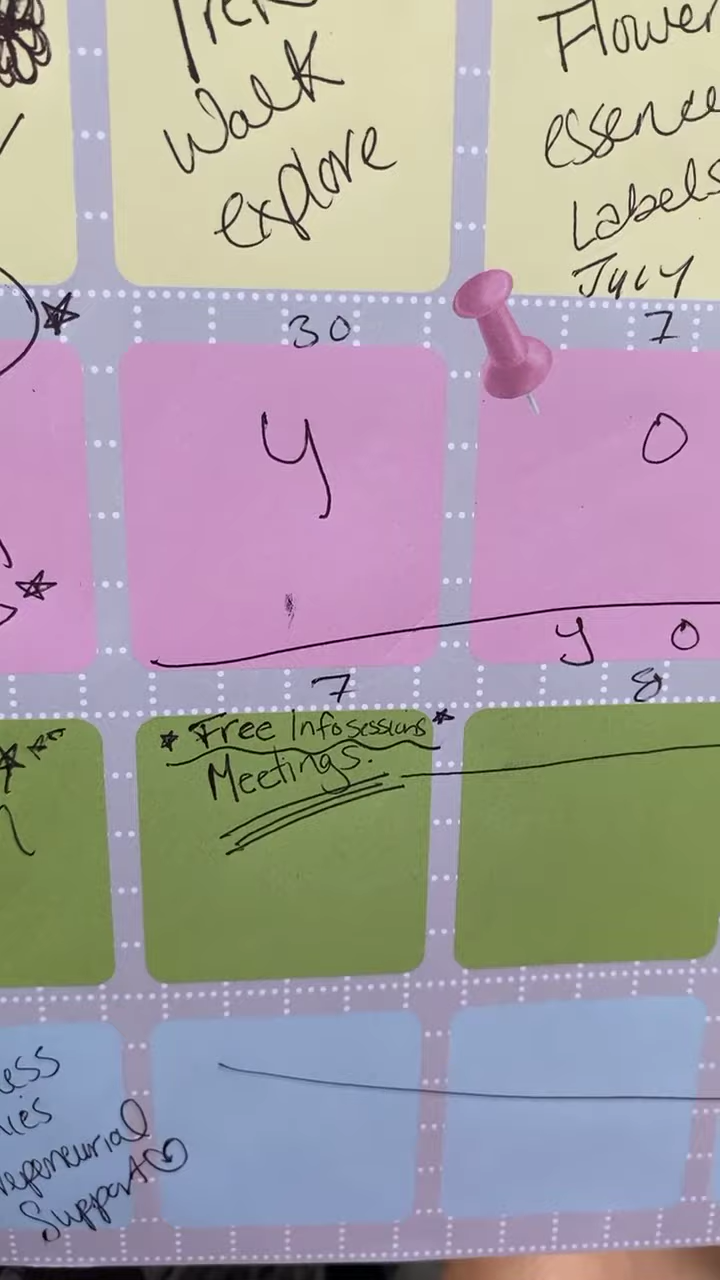 Walk
explore
Flower
essence
Labels
July
30
7
y
o
y o
7
8
Free Infosessions
Meetings.
Support